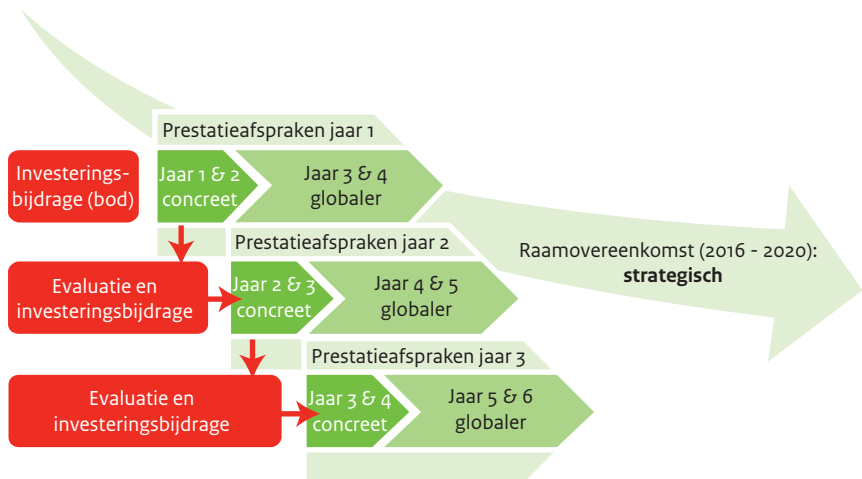 Prestatieafspraken jaar 1
Investerings-
bijdrage (bod)
Jaar 1 & 2
concreet
Jaar 3 & 4
globaler
Prestatieafspraken jaar 2
Raamovereenkomst (2016 - 2020):
strategisch
Evaluatie en
investeringsbijdrage
Jaar 2 & 3
concreet
Jaar 4 & 5
globaler
Prestatieafspraken jaar 3
Evaluatie en
investeringsbijdrage
Jaar 3 & 4
concreet
Jaar 5 & 6
globaler